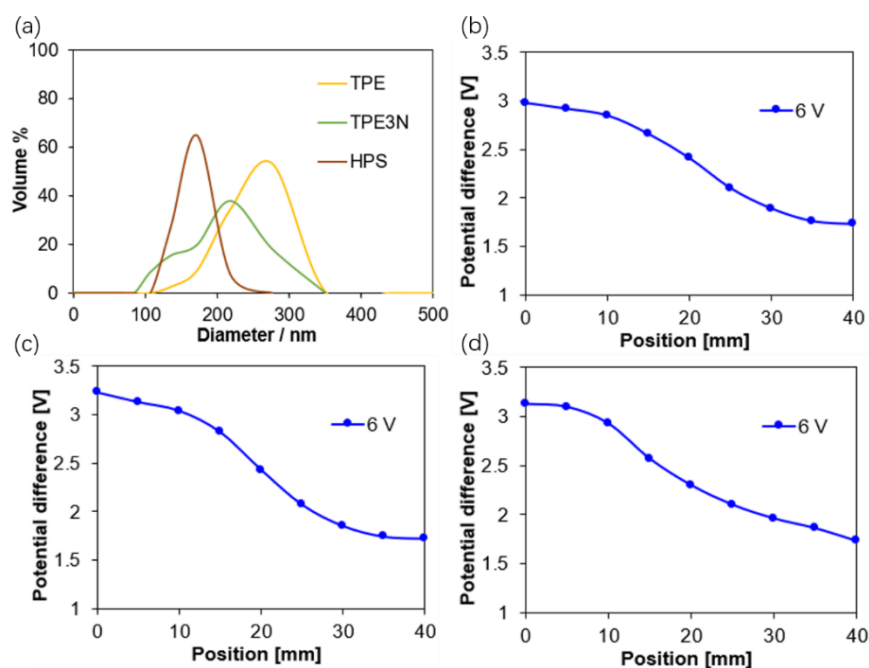 (a)
100
80
60
40
20
0
Volume %
TPE
TPE3N
HPS
0 100 200 300 400 500
Diameter / nm
(b)
3.5
3
2.5
2
1.5
1
Potential difference [V]
6 V
0 10 20 30 40
Position [mm]
(c)
3.5
3
2.5
2
1.5
1
Potential difference [V]
6 V
0 10 20 30 40
Position [mm]
(d)
3.5
3
2.5
2
1.5
1
Potential difference [V]
6 V
0 10 20 30 40
Position [mm]